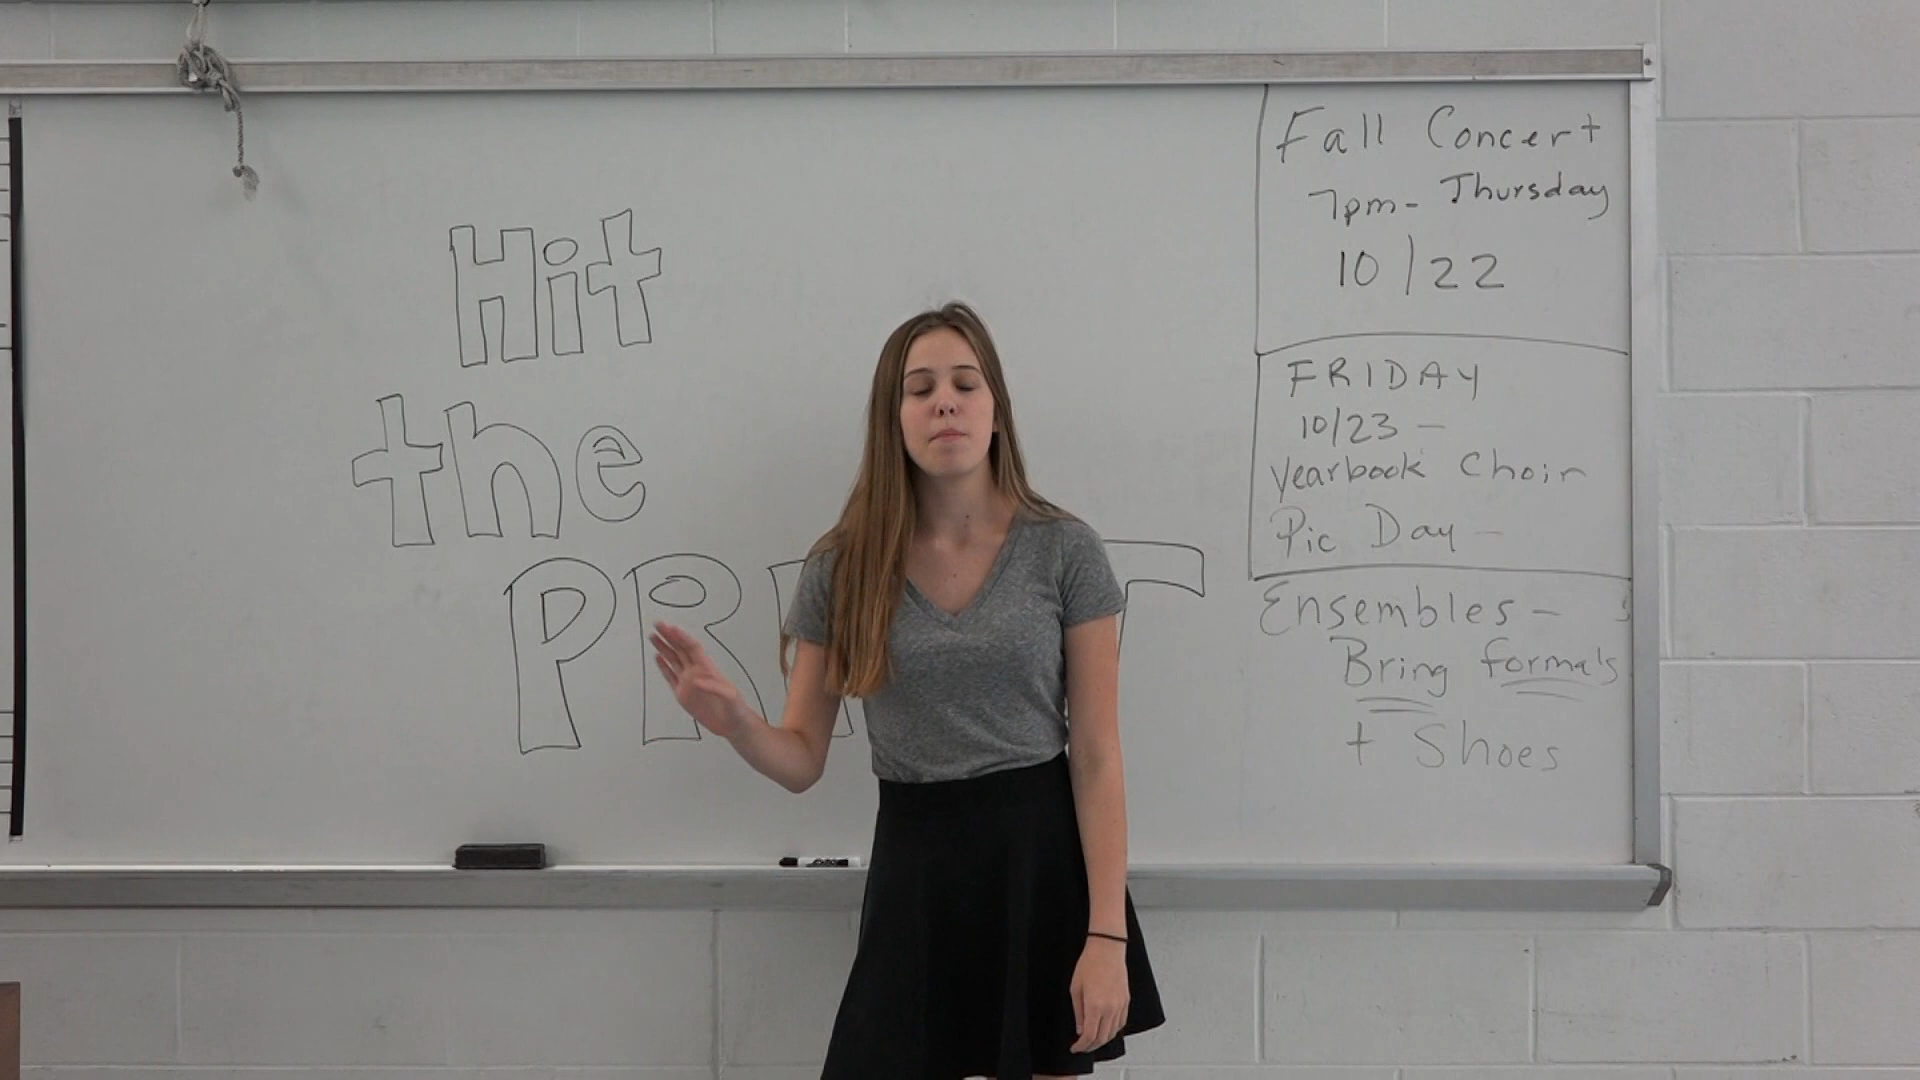 Hit
the
PR T
Fall Concert
7pm - Thursday
10/22
FRIDAY
10/23 -
Yearbook Choir
Pic Day -
Ensembles -
Bring formals
+ Shoes